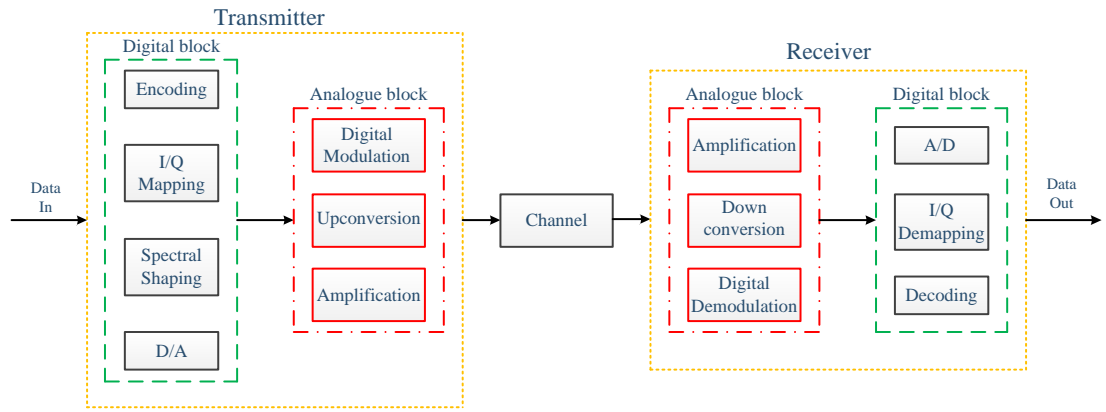 Transmitter
Digital block
Encoding
I/Q
Mapping
Spectral
Shaping
D/A
Analogue block
Digital
Modulation
Upconversion
Amplification
Data
In
Channel
Receiver
Analogue block
Amplification
Down
conversion
Digital
Demodulation
Digital block
A/D
I/Q
Demapping
Decoding
Data
Out